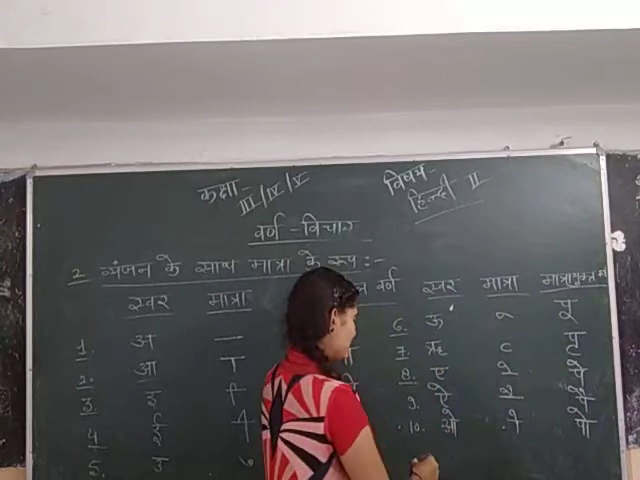 कक्षा- III/IV/V
विषय- हिन्दी II
वर्ण-विचार
2. व्यंजन के साथ मात्रा के रूप:-
स्वर मात्रा वर्ण स्वर मात्रा मात्रायुक्त
1. अ — 6. ऊ ू पू
2. आ ा 7. ऋ ृ पृ
3. इ ि 8. ए े पे
4. ई ी 9. ऐ ै पै
5. उ ु 10. ओ ो पो